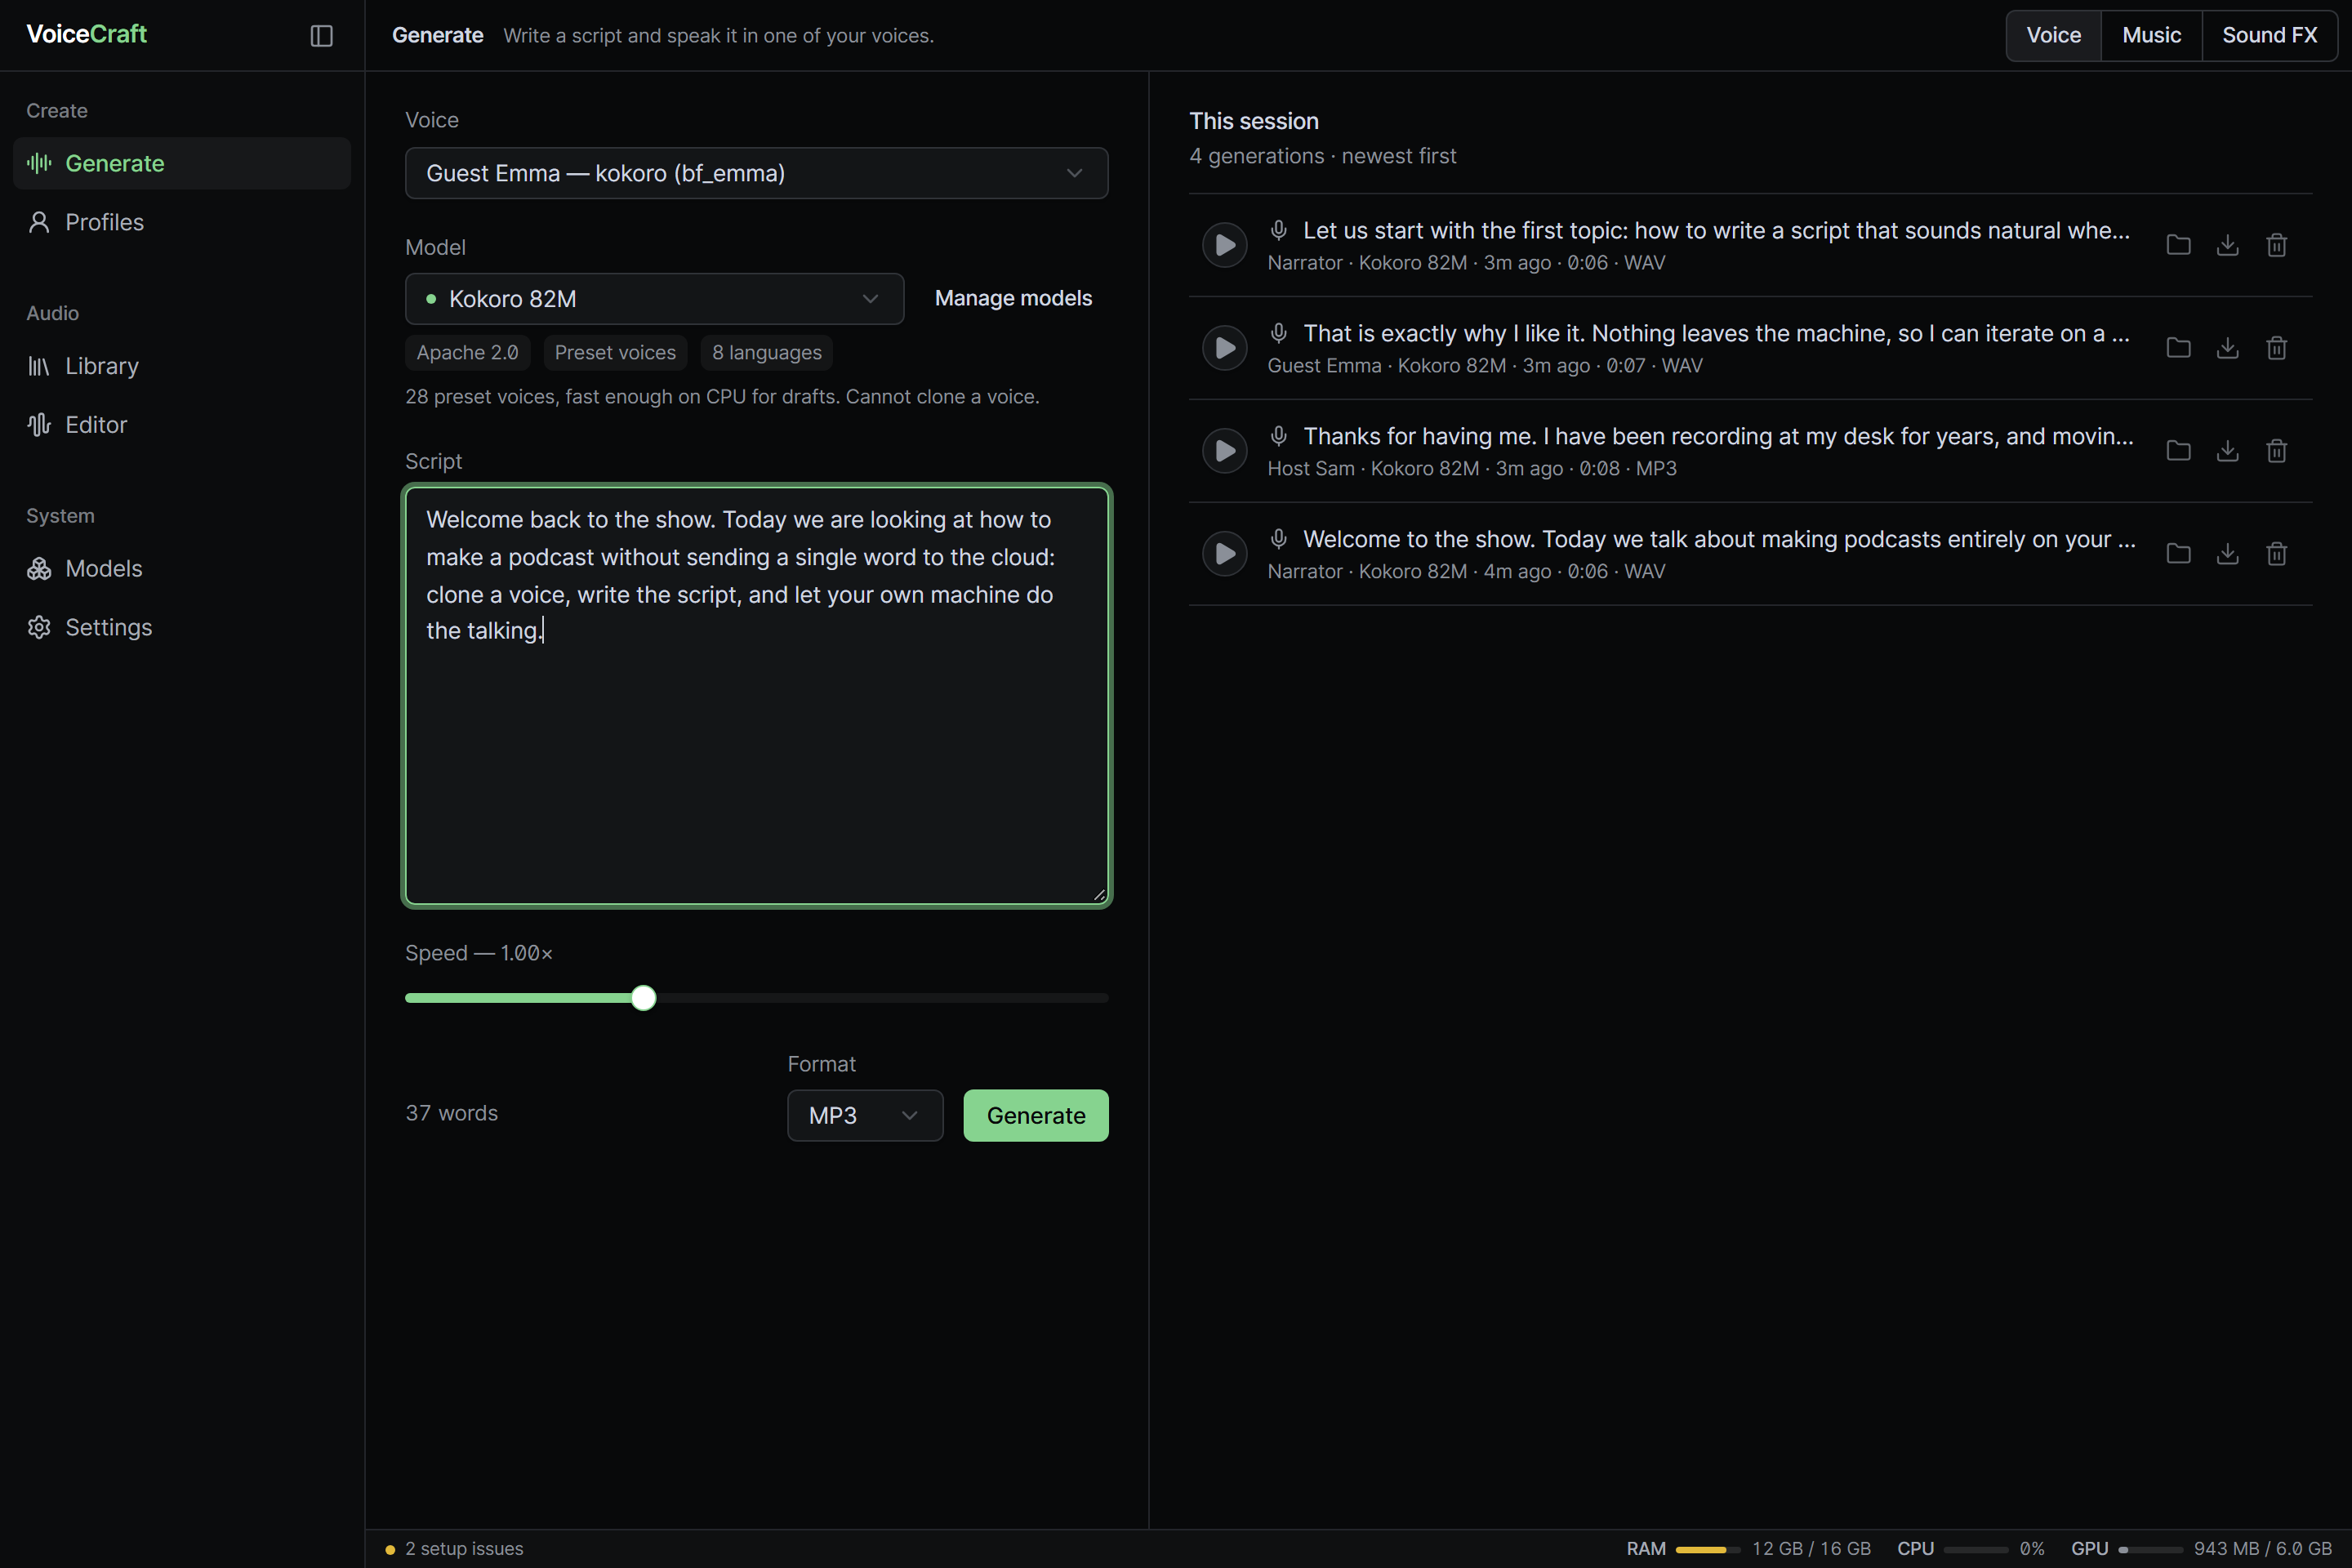 VoiceCraft
Generate Write a script and speak it in one of your voices.
Voice Music Sound FX
Create
Generate
Profiles
Audio
Library
Editor
System
Models
Settings
Voice
Guest Emma — kokoro (bf_emma)
Model
Kokoro 82M
Manage models
Apache 2.0 Preset voices 8 languages
28 preset voices, fast enough on CPU for drafts. Cannot clone a voice.
Script
Welcome back to the show. Today we are looking at how to
make a podcast without sending a single word to the cloud:
clone a voice, write the script, and let your own machine do
the talking.
Speed — 1.00×
Format
37 words
MP3
Generate
This session
4 generations · newest first
Let us start with the first topic: how to write a script that sounds natural whe...
Narrator · Kokoro 82M · 3m ago · 0:06 · WAV
That is exactly why I like it. Nothing leaves the machine, so I can iterate on a ...
Guest Emma · Kokoro 82M · 3m ago · 0:07 · WAV
Thanks for having me. I have been recording at my desk for years, and movin...
Host Sam · Kokoro 82M · 3m ago · 0:08 · MP3
Welcome to the show. Today we talk about making podcasts entirely on your ...
Narrator · Kokoro 82M · 4m ago · 0:06 · WAV
2 setup issues
RAM 12 GB / 16 GB CPU 0% GPU 943 MB / 6.0 GB